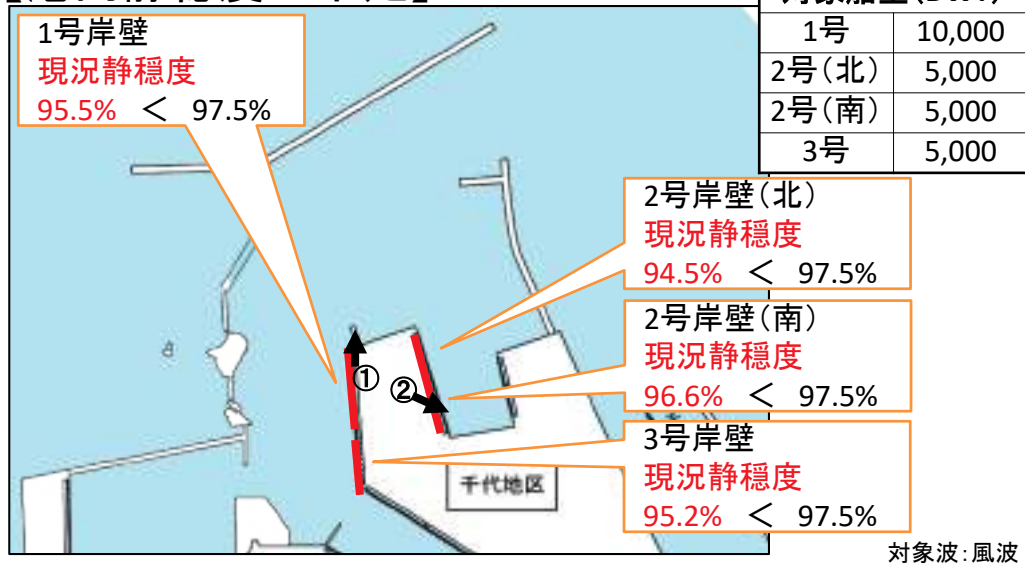 1号岸壁
現況静穏度
95.5% ＜ 97.5%
1号 10,000
2号(北) 5,000
2号(南) 5,000
3号 5,000
2号岸壁(北)
現況静穏度
94.5% ＜ 97.5%
2号岸壁(南)
現況静穏度
96.6% ＜ 97.5%
3号岸壁
現況静穏度
95.2% ＜ 97.5%
①
②
千代地区
対象波:風波